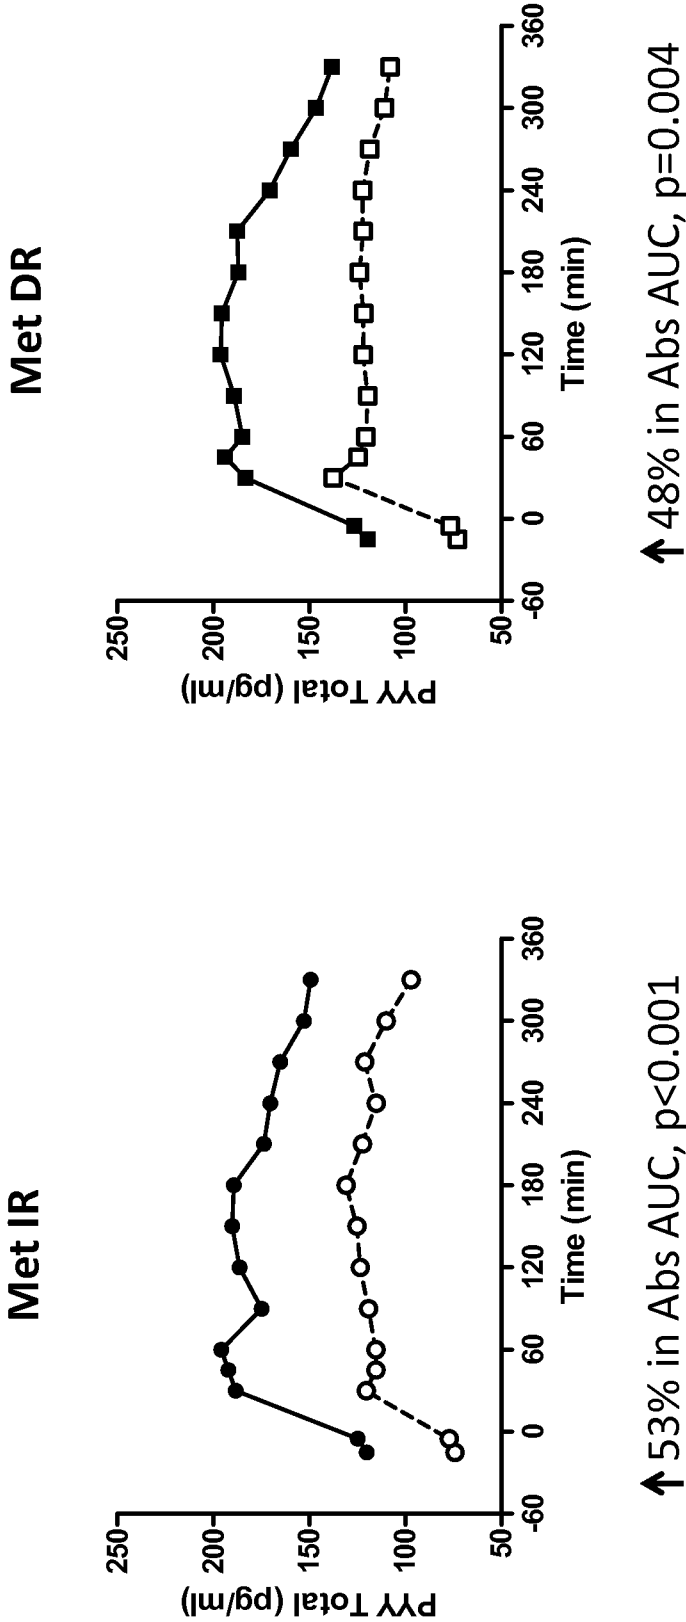 Met IR
PYY Total (pg/ml)
250
200
150
100
50
-60 0 60 120 180 240 300 360
Time (min)
↑53% in Abs AUC, p<0.001
Met DR
PYY Total (pg/ml)
250
200
150
100
50
-60 0 60 120 180 240 300 360
Time (min)
↑48% in Abs AUC, p=0.004